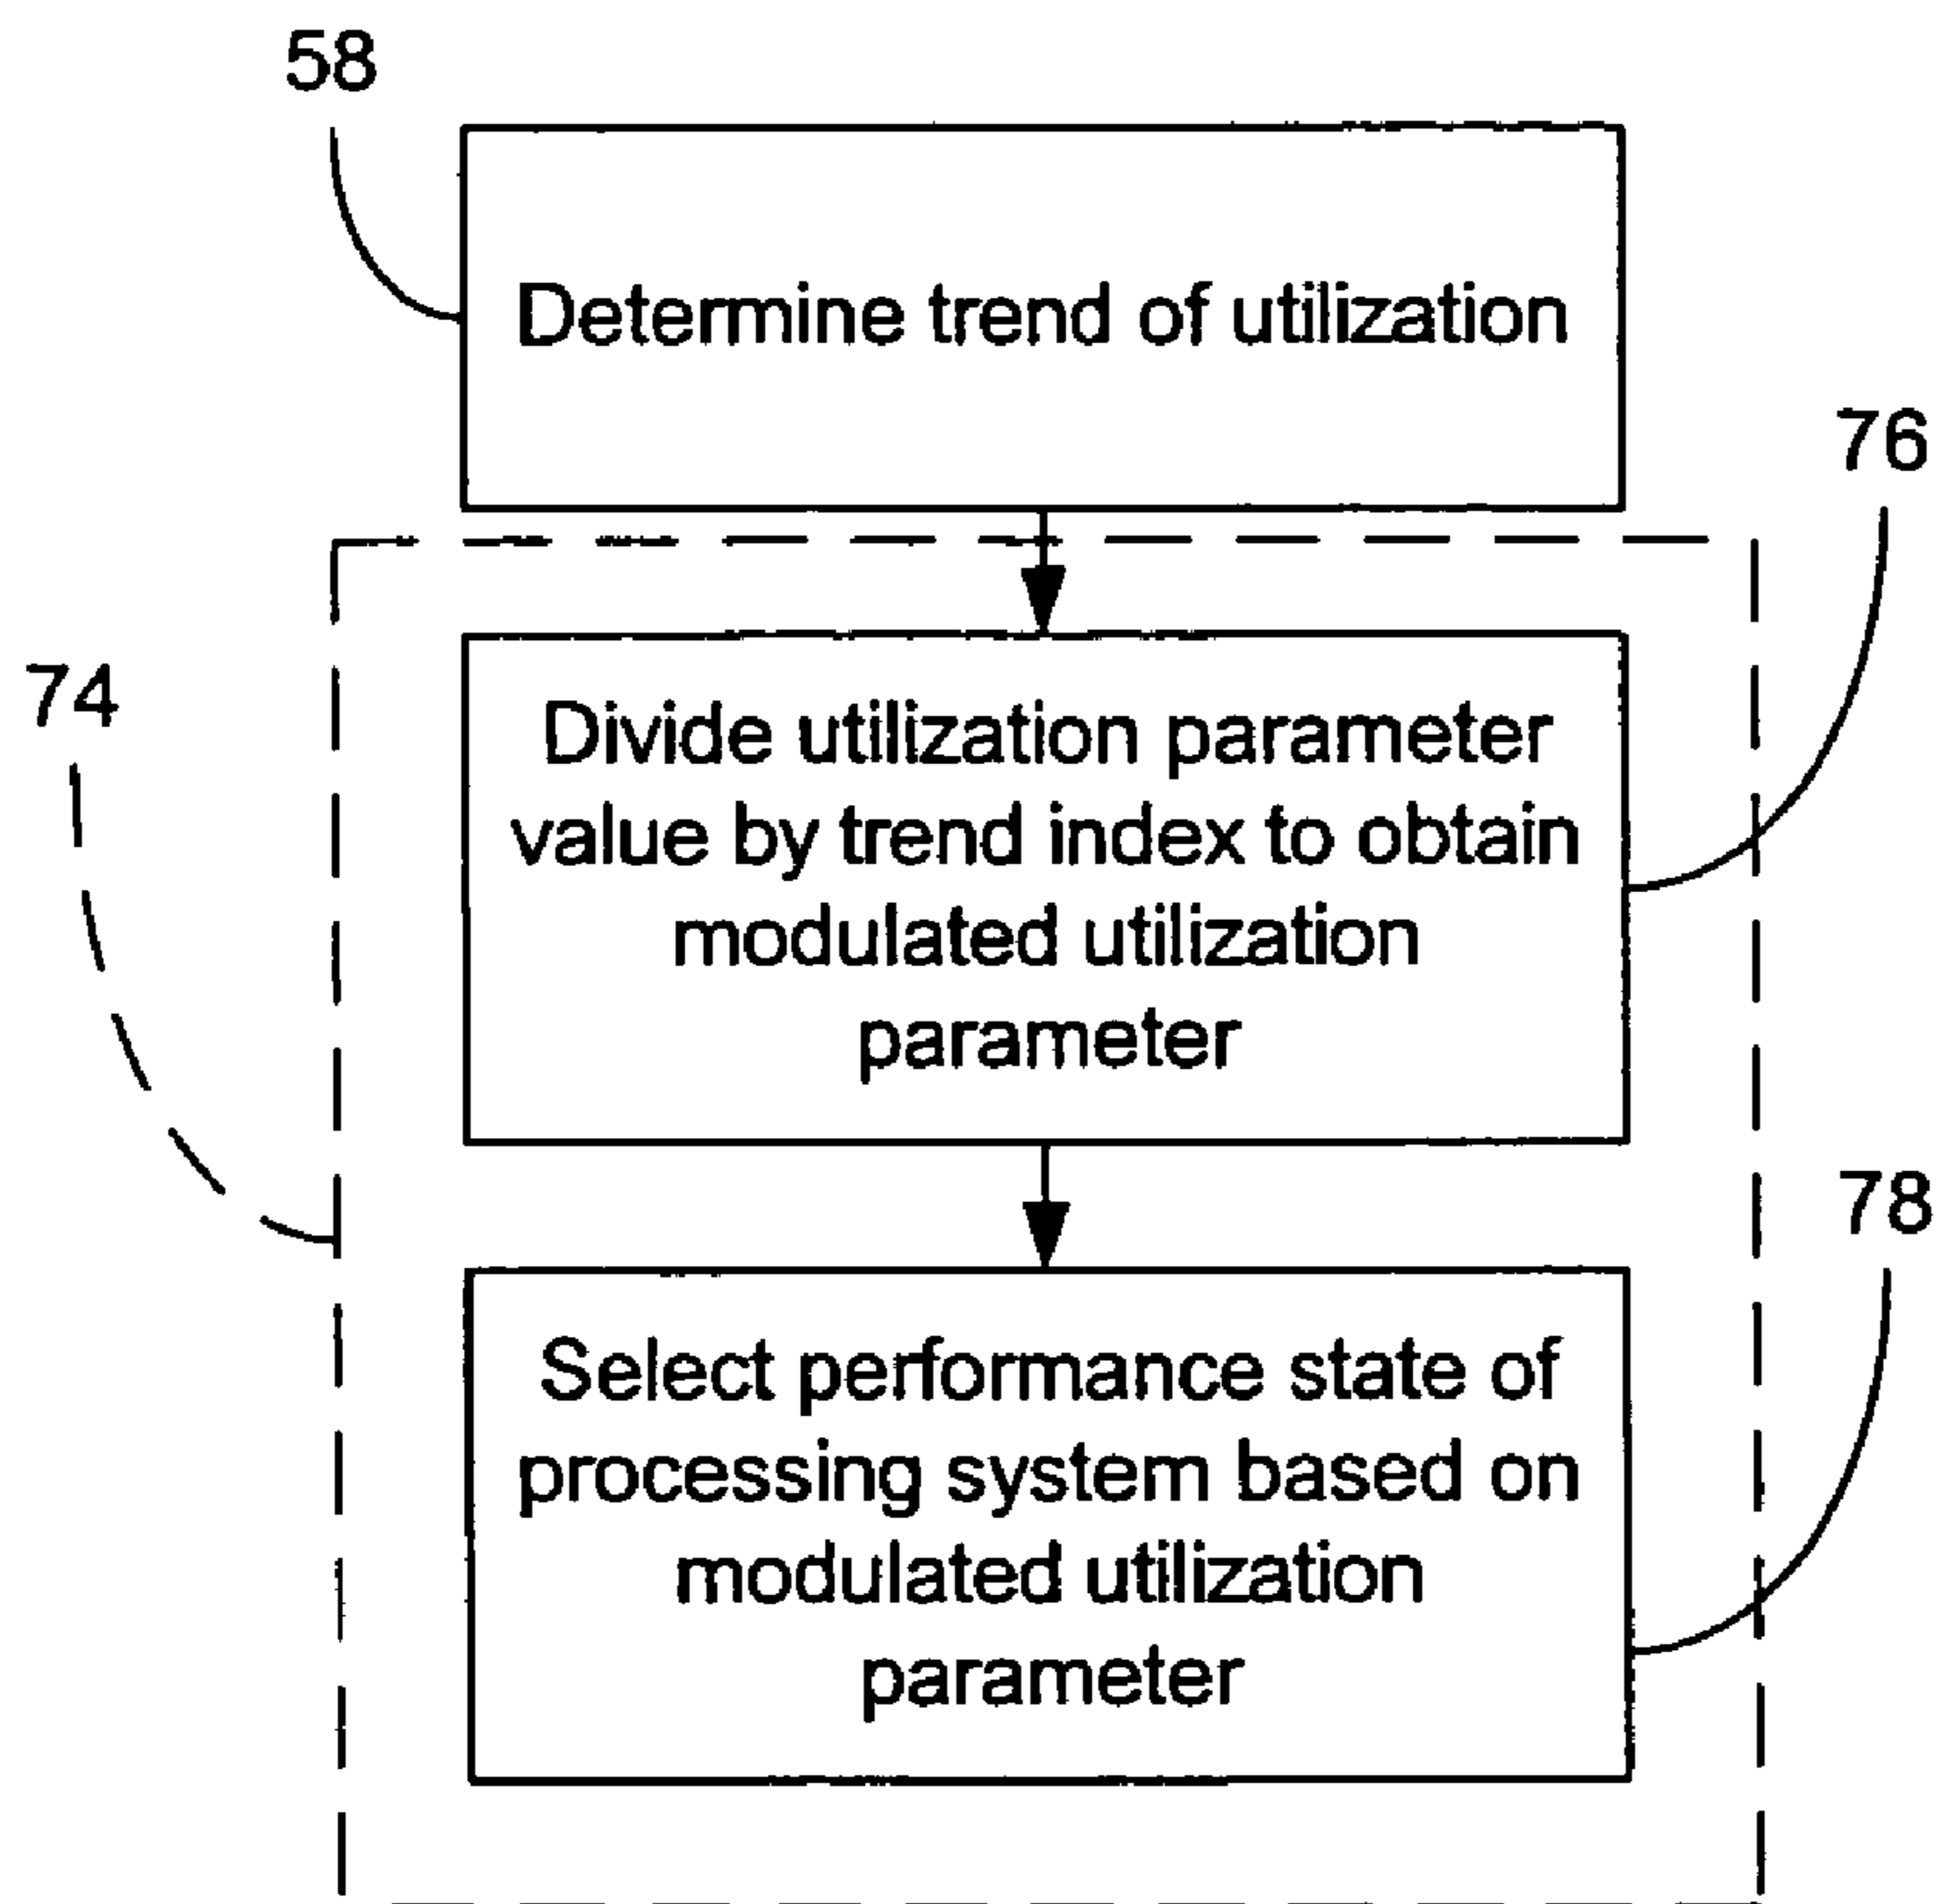 58
Determine trend of utilization
76
74
Divide utilization parameter
value by trend index to obtain
modulated utilization
parameter
78
Select performance state of
processing system based on
modulated utilization
parameter